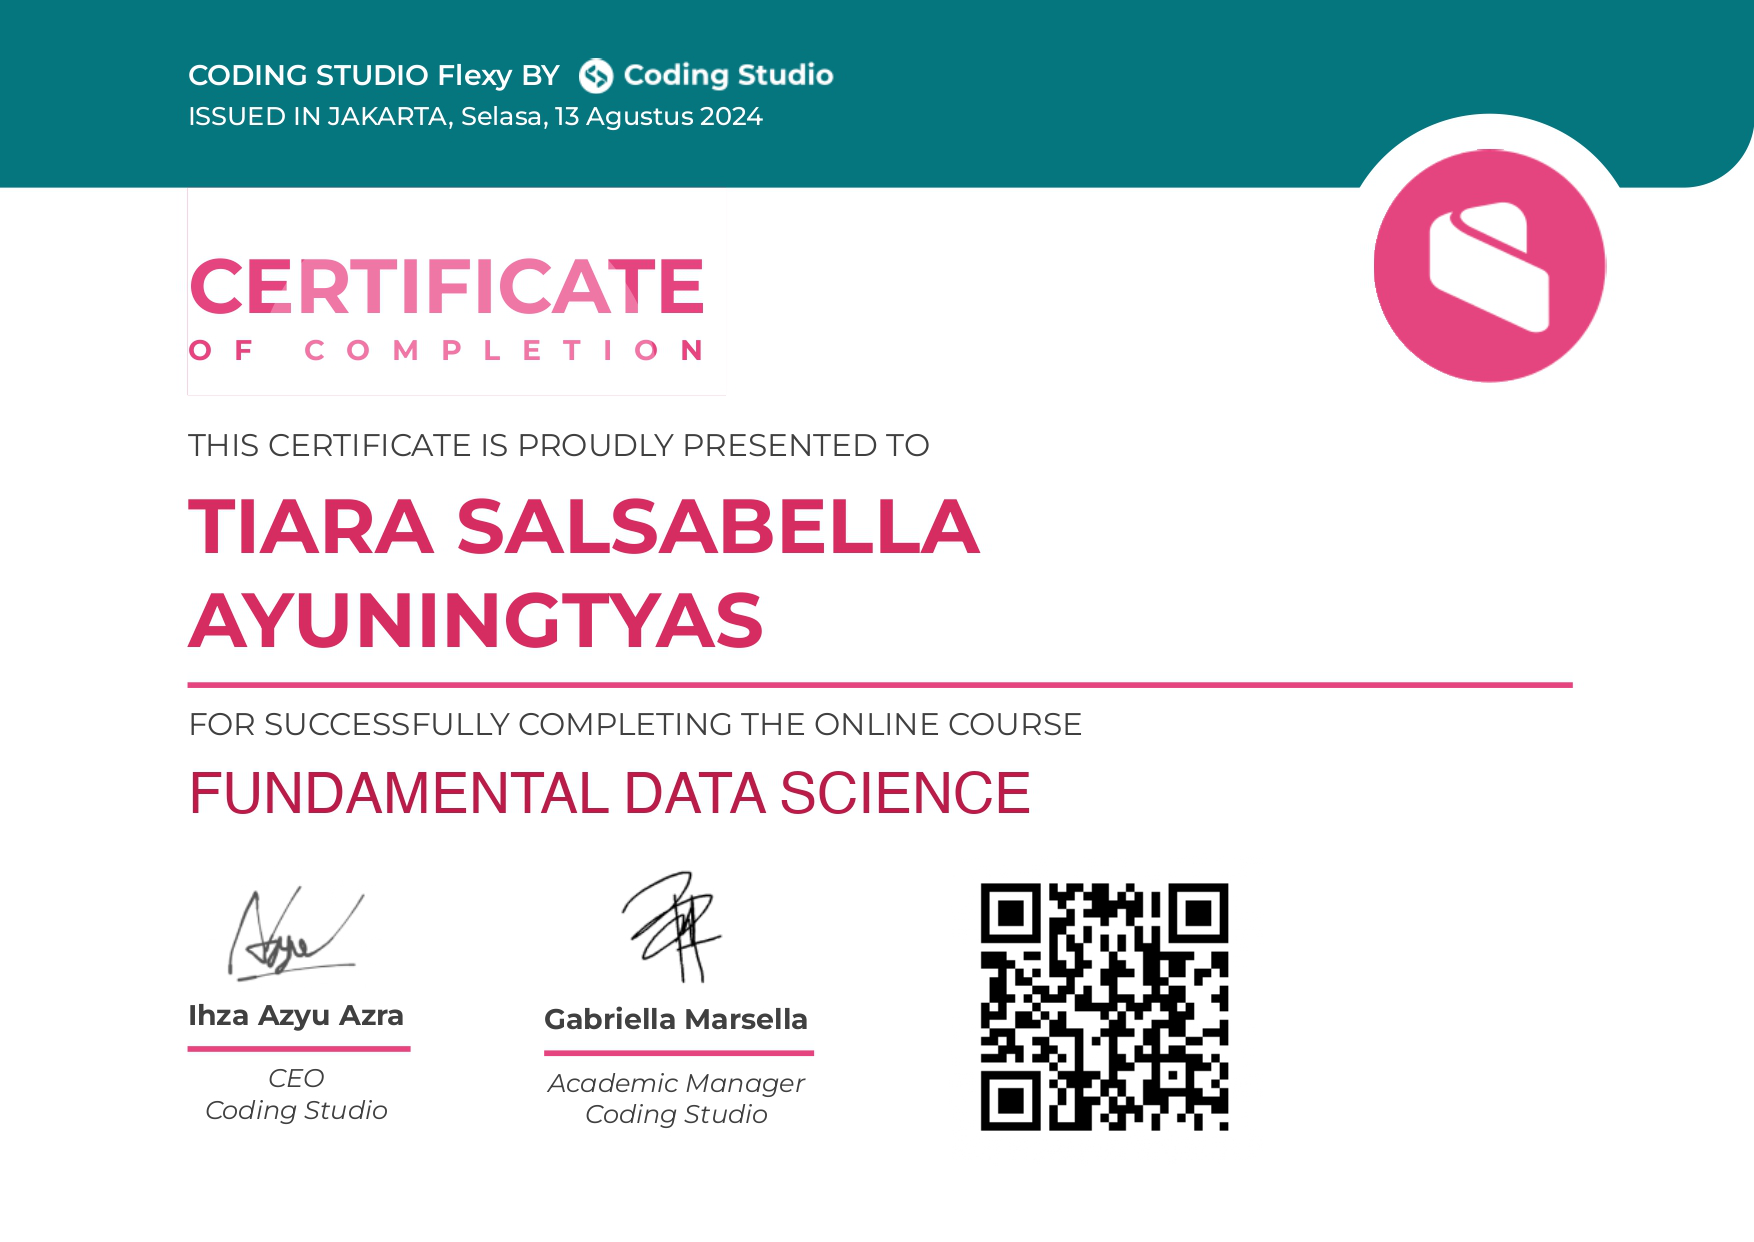 CODING STUDIO Flexy BY Coding Studio
ISSUED IN JAKARTA, Selasa, 13 Agustus 2024
CERTIFICATE
OF COMPLETION
THIS CERTIFICATE IS PROUDLY PRESENTED TO
TIARA SALSABELLA
AYUNINGTYAS
FOR SUCCESSFULLY COMPLETING THE ONLINE COURSE
FUNDAMENTAL DATA SCIENCE
Ihza Azyu Azra
CEO
Coding Studio
Gabriella Marsella
Academic Manager
Coding Studio